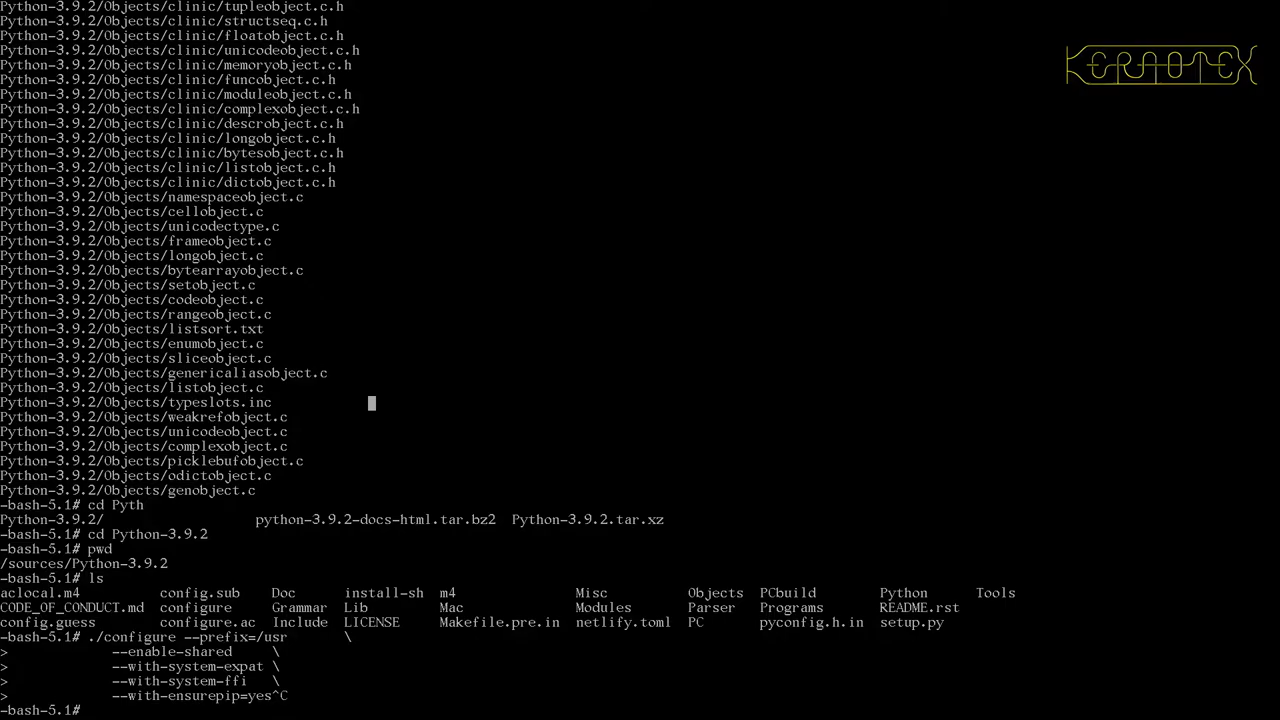 Python-3.9.2/Objects/clinic/tupleobject.c.h
Python-3.9.2/Objects/clinic/structseq.c.h
Python-3.9.2/Objects/clinic/floatobject.c.h
Python-3.9.2/Objects/clinic/unicodeobject.c.h
Python-3.9.2/Objects/clinic/memoryobject.c.h
Python-3.9.2/Objects/clinic/funcobject.c.h
Python-3.9.2/Objects/clinic/moduleobject.c.h
Python-3.9.2/Objects/clinic/complexobject.c.h
Python-3.9.2/Objects/clinic/descrobject.c.h
Python-3.9.2/Objects/clinic/longobject.c.h
Python-3.9.2/Objects/clinic/bytesobject.c.h
Python-3.9.2/Objects/clinic/listobject.c.h
Python-3.9.2/Objects/clinic/dictobject.c.h
Python-3.9.2/Objects/namespaceobject.c
Python-3.9.2/Objects/cellobject.c
Python-3.9.2/Objects/unicodectype.c
Python-3.9.2/Objects/frameobject.c
Python-3.9.2/Objects/longobject.c
Python-3.9.2/Objects/bytearrayobject.c
Python-3.9.2/Objects/setobject.c
Python-3.9.2/Objects/codeobject.c
Python-3.9.2/Objects/rangeobject.c
Python-3.9.2/Objects/listsort.txt
Python-3.9.2/Objects/enumobject.c
Python-3.9.2/Objects/sliceobject.c
Python-3.9.2/Objects/genericaliasobject.c
Python-3.9.2/Objects/listobject.c
Python-3.9.2/Objects/typeslots.inc
Python-3.9.2/Objects/weakrefobject.c
Python-3.9.2/Objects/unicodeobject.c
Python-3.9.2/Objects/complexobject.c
Python-3.9.2/Objects/picklebufobject.c
Python-3.9.2/Objects/odictobject.c
Python-3.9.2/Objects/genobject.c
-bash-5.1# cd Pyth
Python-3.9.2/ python-3.9.2-docs-html.tar.bz2 Python-3.9.2.tar.xz
-bash-5.1# cd Python-3.9.2
-bash-5.1# pwd
/sources/Python-3.9.2
-bash-5.1# ls
aclocal.m4 config.sub Doc install-sh m4 Misc Objects PCbuild Python Tools
CODE_OF_CONDUCT.md configure Grammar Lib Mac Modules Parser Programs README.rst
config.guess configure.ac Include LICENSE Makefile.pre.in netlify.toml PC pyconfig.h.in setup.py
-bash-5.1# ./configure --prefix=/usr \
> --enable-shared \
> --with-system-expat \
> --with-system-ffi \
> --with-ensurepip=yes^C
-bash-5.1#
KERNOTEX